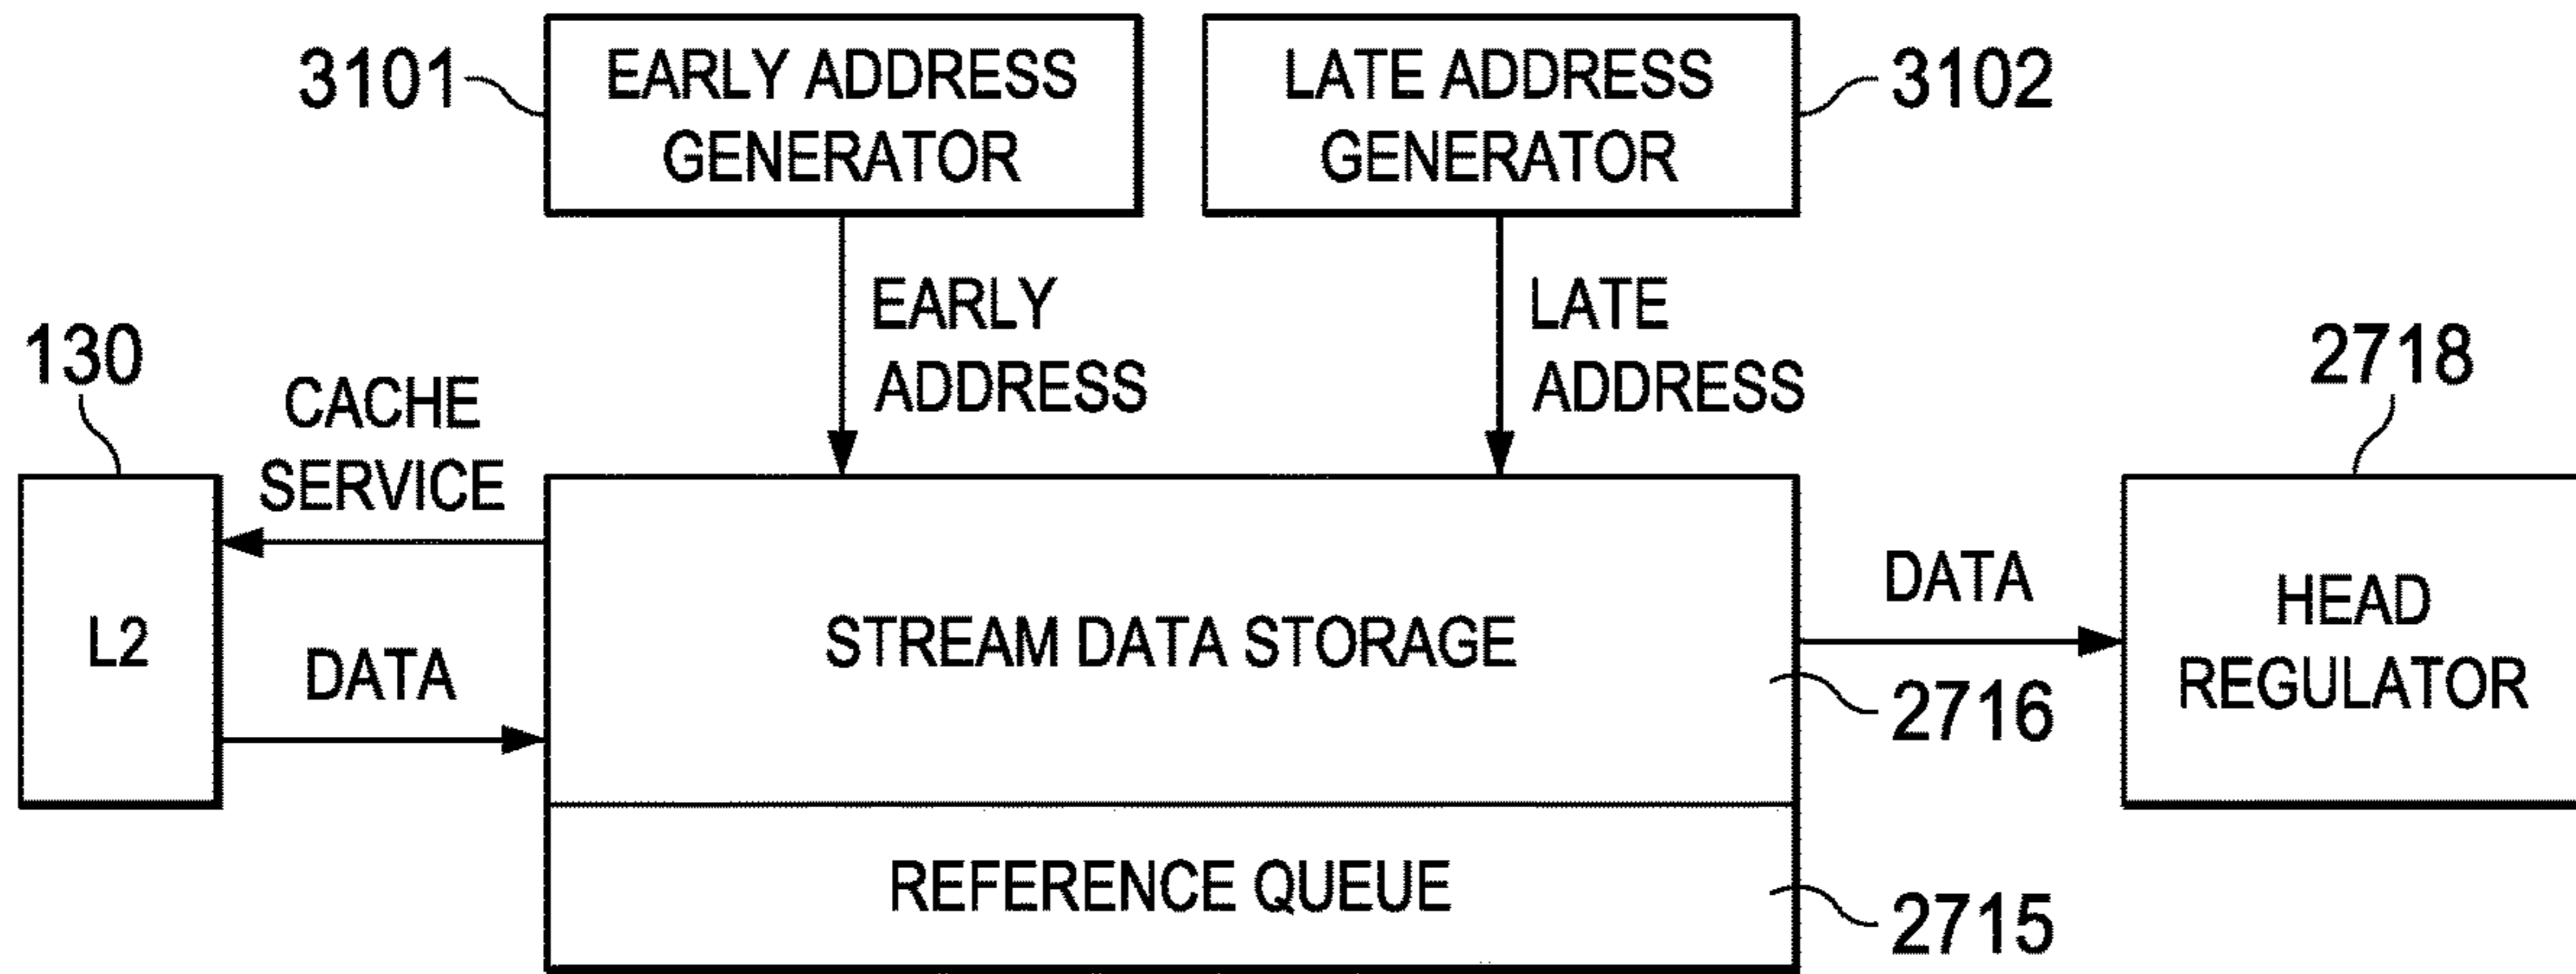 3101
EARLY ADDRESS
GENERATOR
LATE ADDRESS
GENERATOR
3102
EARLY
ADDRESS
LATE
ADDRESS
130
CACHE
SERVICE
2718
L2
DATA
STREAM DATA STORAGE
DATA
HEAD
REGULATOR
2716
REFERENCE QUEUE
2715